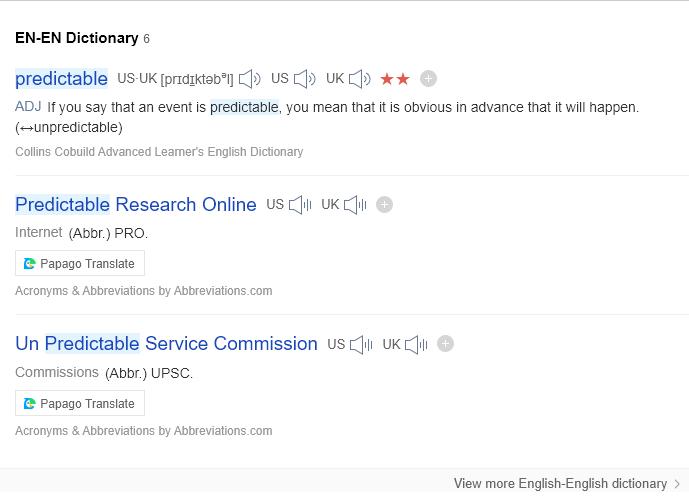 EN-EN Dictionary 6
predictable US·UK [prɪdɪktəbᵊl] US UK ★★
ADJ If you say that an event is predictable, you mean that it is obvious in advance that it will happen.
(↔unpredictable)
Collins Cobuild Advanced Learner's English Dictionary
Predictable Research Online US UK
Internet (Abbr.) PRO.
Papago Translate
Acronyms & Abbreviations by Abbreviations.com
Un Predictable Service Commission US UK
Commissions (Abbr.) UPSC.
Papago Translate
Acronyms & Abbreviations by Abbreviations.com
View more English-English dictionary >